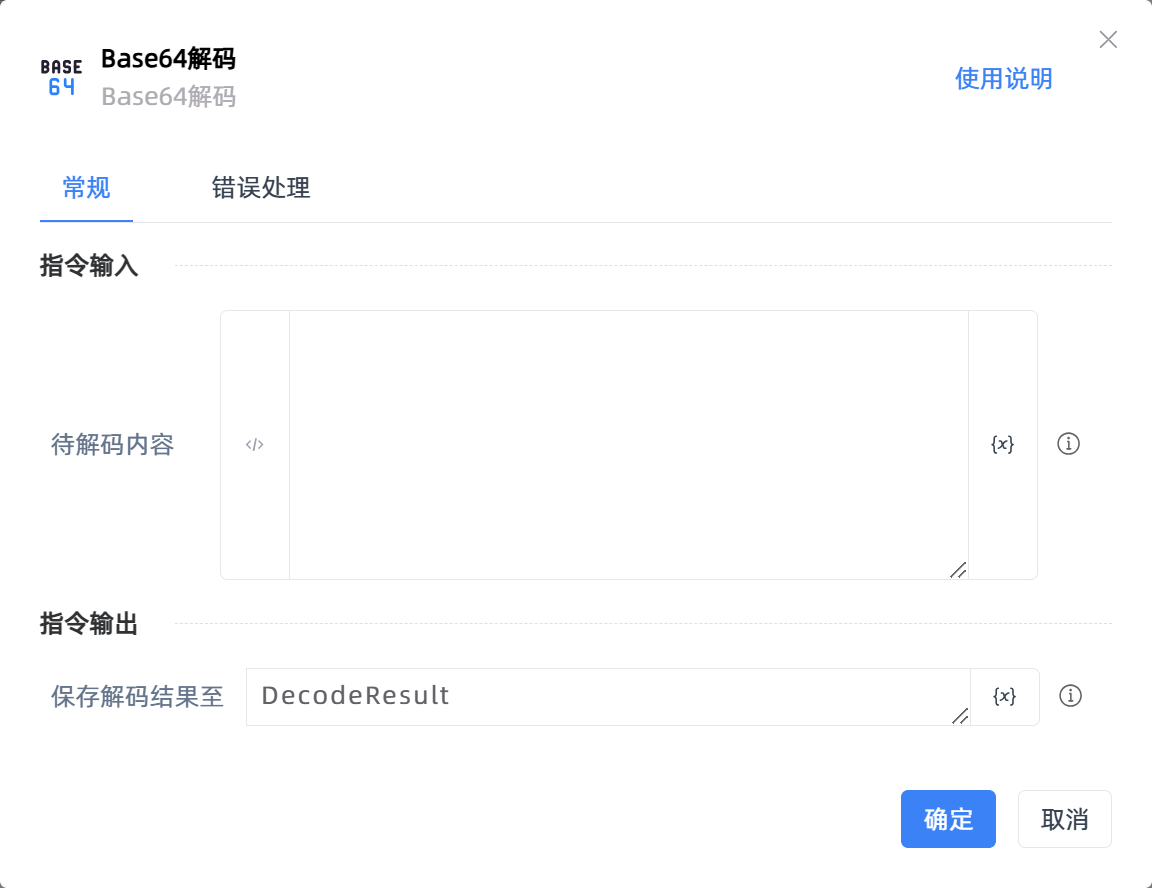 BASE
64
Base64解码
Base64解码
使用说明
常规
错误处理
指令输入
待解码内容
</>
{x}
指令输出
保存解码结果至
DecodeResult
{x}
确定
取消